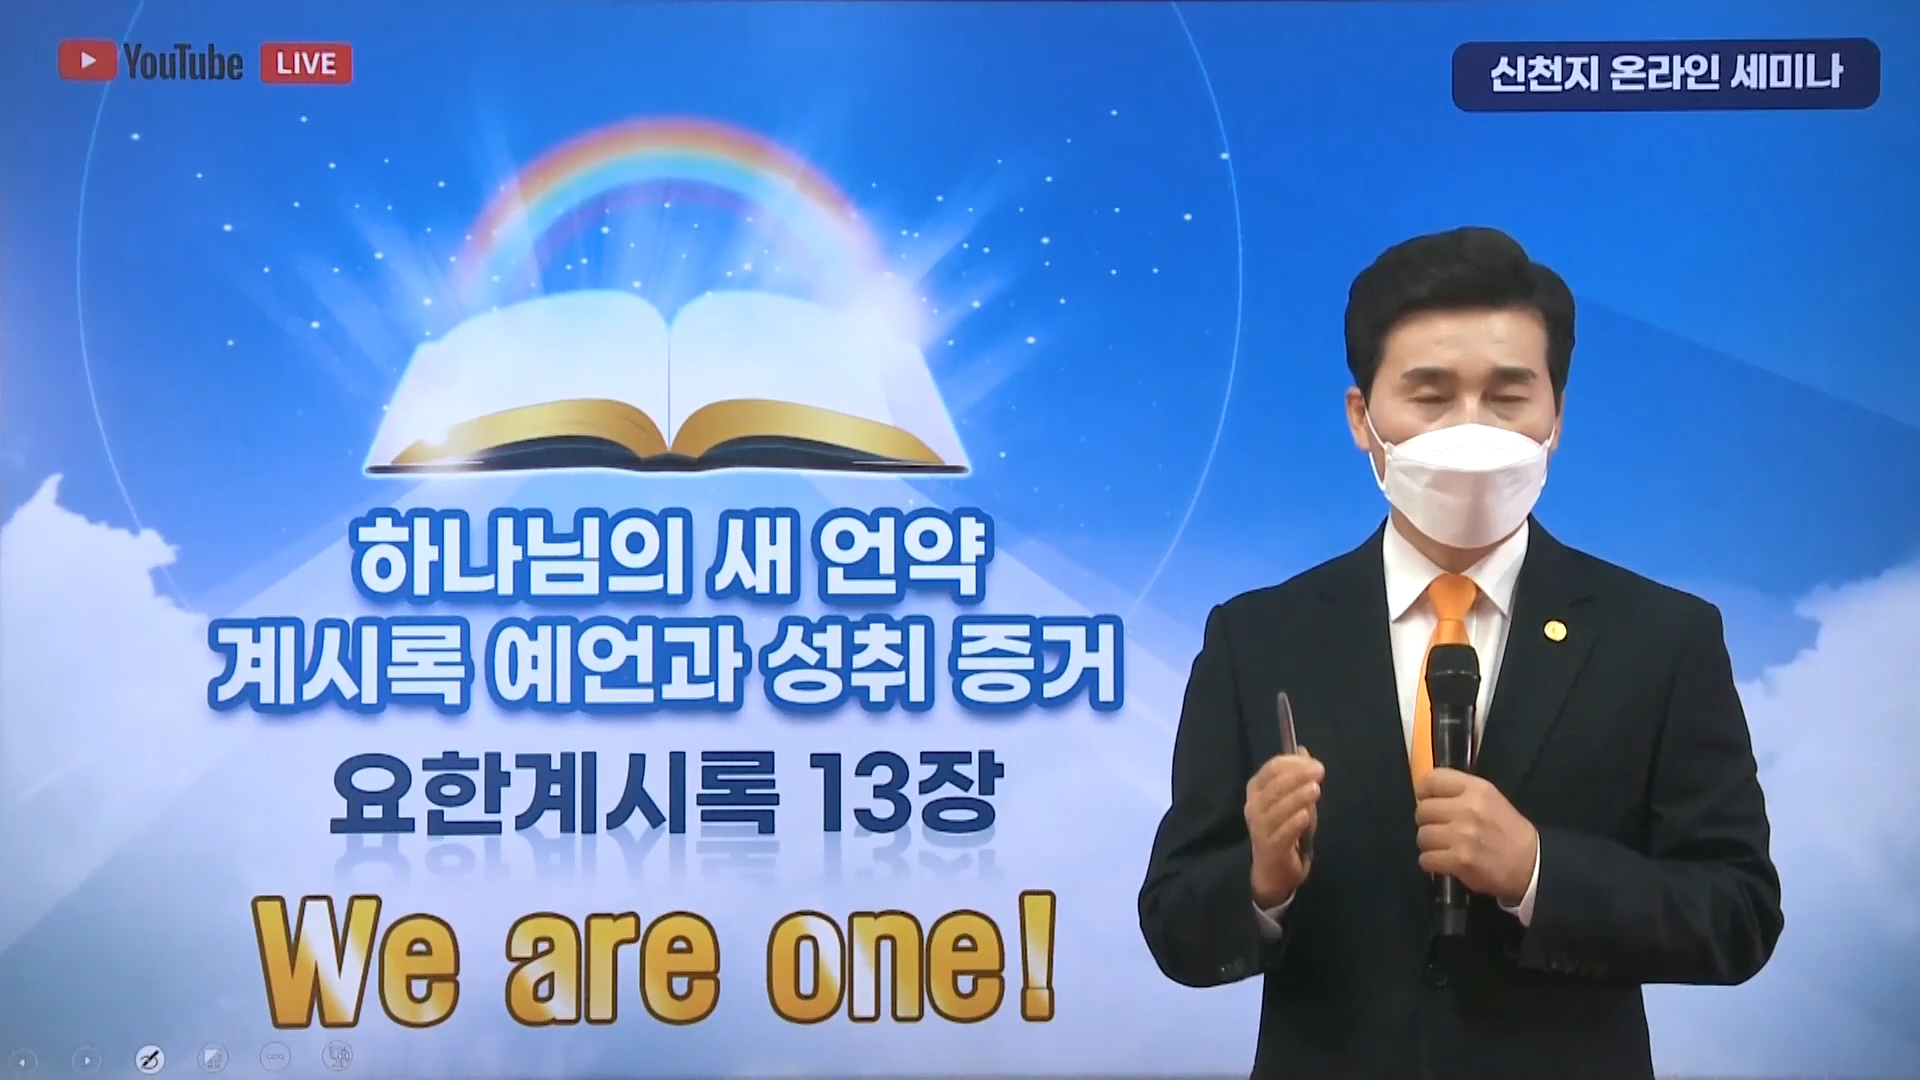 YouTube LIVE
신천지 온라인 세미나
하나님의 새 언약
계시록 예언과 성취 증거
요한계시록 13장
We are one!